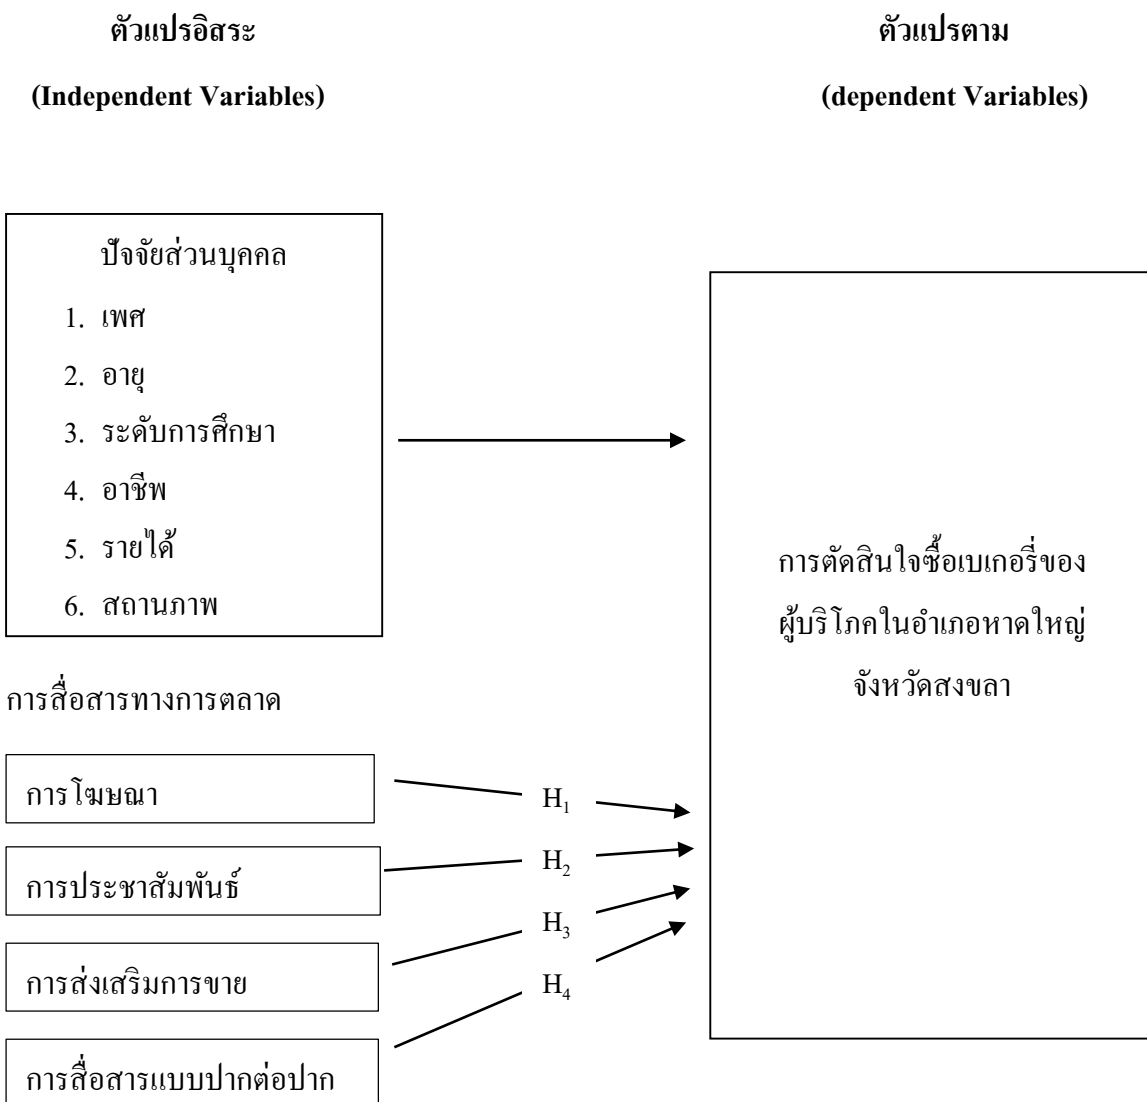 ตัวแปรอิสระ
(Independent Variables)
ตัวแปรตาม
(dependent Variables)
ปัจจัยส่วนบุคคล
1. เพศ
2. อายุ
3. ระดับการศึกษา
4. อาชีพ
5. รายได้
6. สถานภาพ
การตัดสินใจซื้อเบเกอรี่ของ
ผู้บริโภคในอำเภอหาดใหญ่
จังหวัดสงขลา
การสื่อสารทางการตลาด
การโฆษณา
H₁
การประชาสัมพันธ์
H₂
การส่งเสริมการขาย
H₃
การสื่อสารแบบปากต่อปาก
H₄